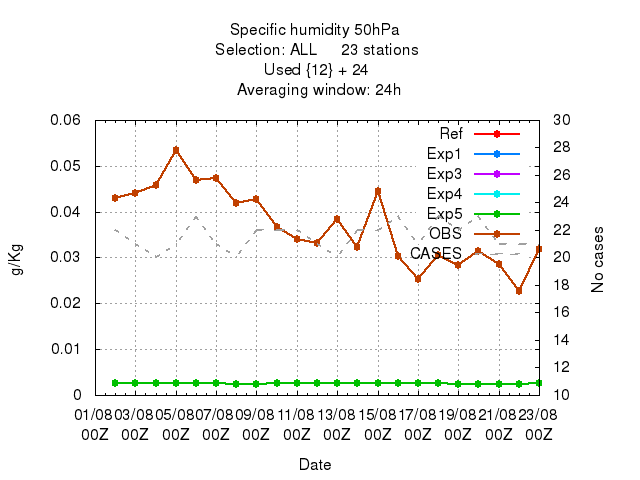 Specific humidity 50hPa
Selection: ALL 23 stations
Used {12} + 24
Averaging window: 24h
0.06
0.05
0.04
0.03
0.02
0.01
0
g/Kg
30
28
26
24
22
20
18
16
14
12
10
No cases
Ref
Exp1
Exp3
Exp4
Exp5
OBS
CASES
01/08 03/08 05/08 07/08 09/08 11/08 13/08 15/08 17/08 19/08 21/08 23/08
00Z 00Z 00Z 00Z 00Z 00Z 00Z 00Z 00Z 00Z 00Z 00Z
Date